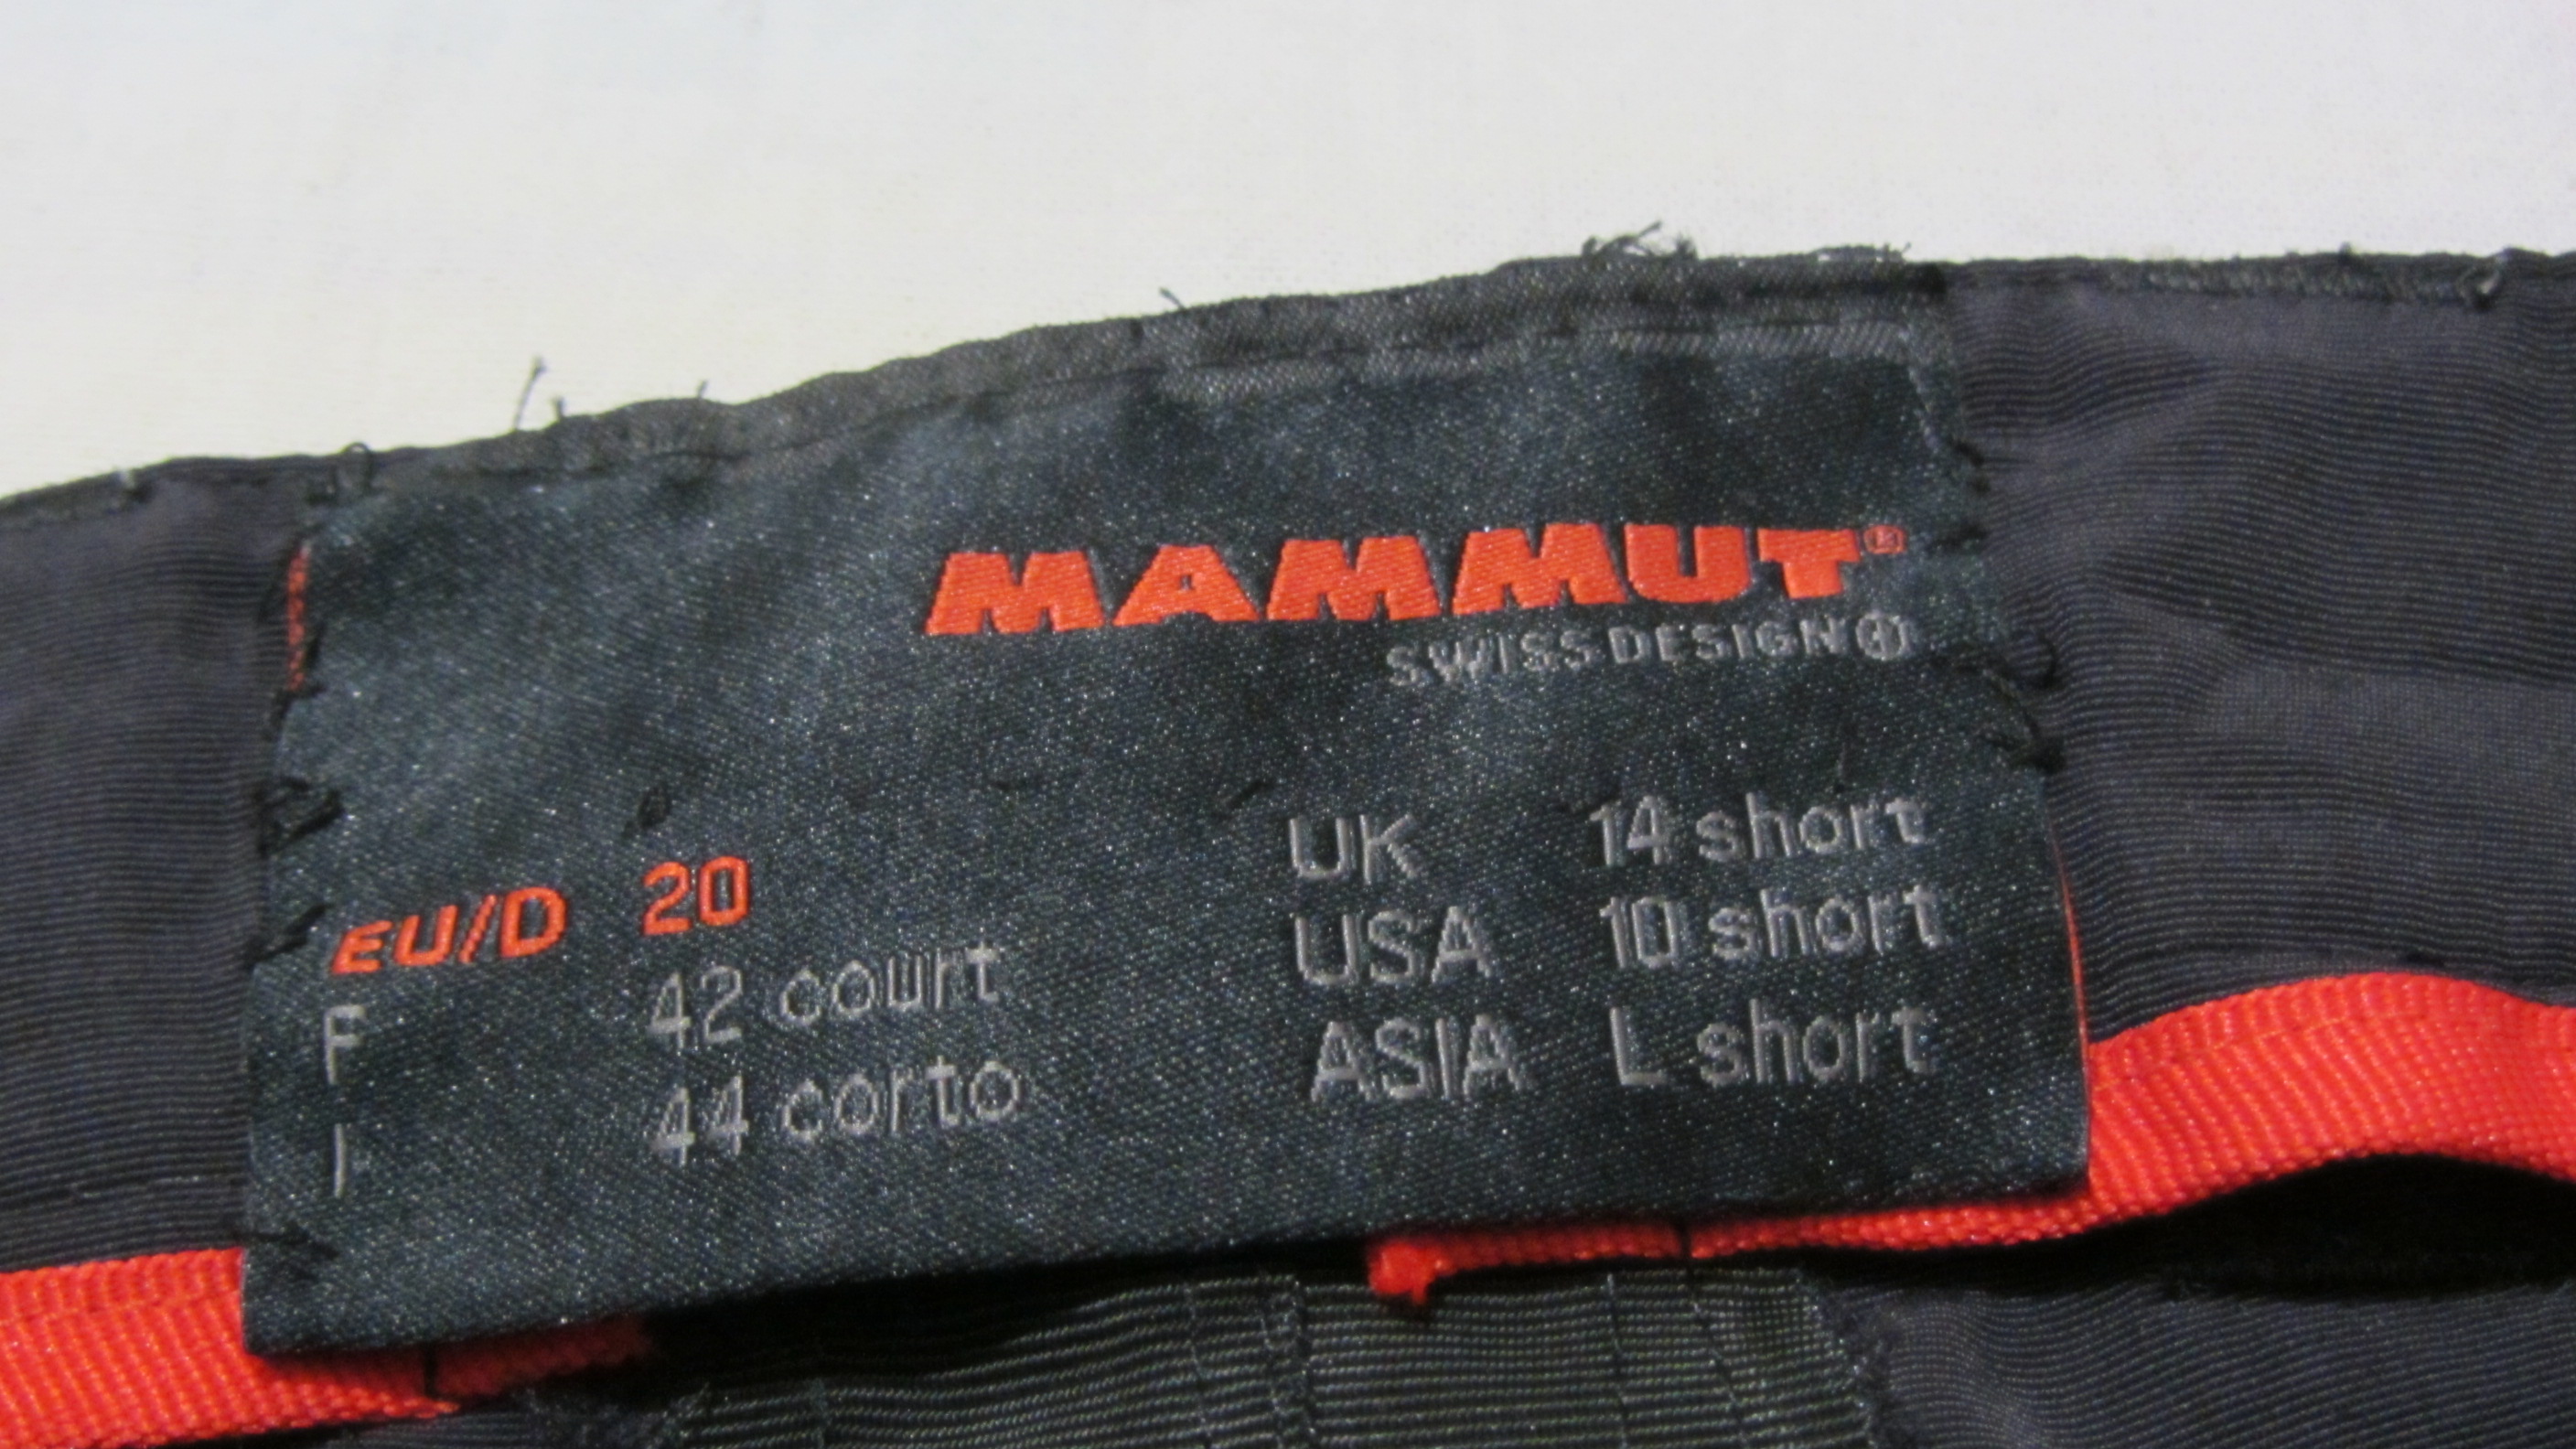 MAMMUT®
SWISS DESIGN
EU/D 20
F 42 court
I 44 corto
UK 14 short
USA 10 short
ASIA L short